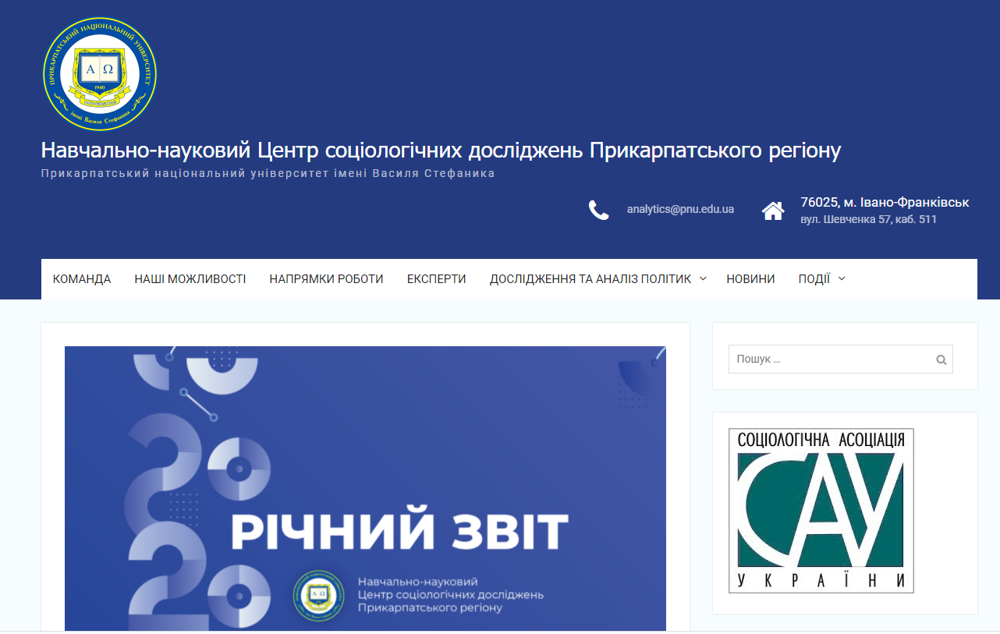 ПРИКАРПАТСЬКИЙ НАЦІОНАЛЬНИЙ УНІВЕРСИТЕТ
Α Ω
1940
імені Василя Стефаника
Навчально-науковий Центр соціологічних досліджень Прикарпатського регіону
Прикарпатський національний університет імені Василя Стефаника
analytics@pnu.edu.ua
76025, м. Івано-Франківськ
вул. Шевченка 57, каб. 511
КОМАНДА НАШІ МОЖЛИВОСТІ НАПРЯМКИ РОБОТИ ЕКСПЕРТИ ДОСЛІДЖЕННЯ ТА АНАЛІЗ ПОЛІТИК НОВИНИ ПОДІЇ
2020
РІЧНИЙ ЗВІТ
Α Ω
Навчально-науковий
Центр соціологічних досліджень
Прикарпатського регіону
Пошук …
СОЦІОЛОГІЧНА АСОЦІАЦІЯ
САУ
УКРАЇНИ